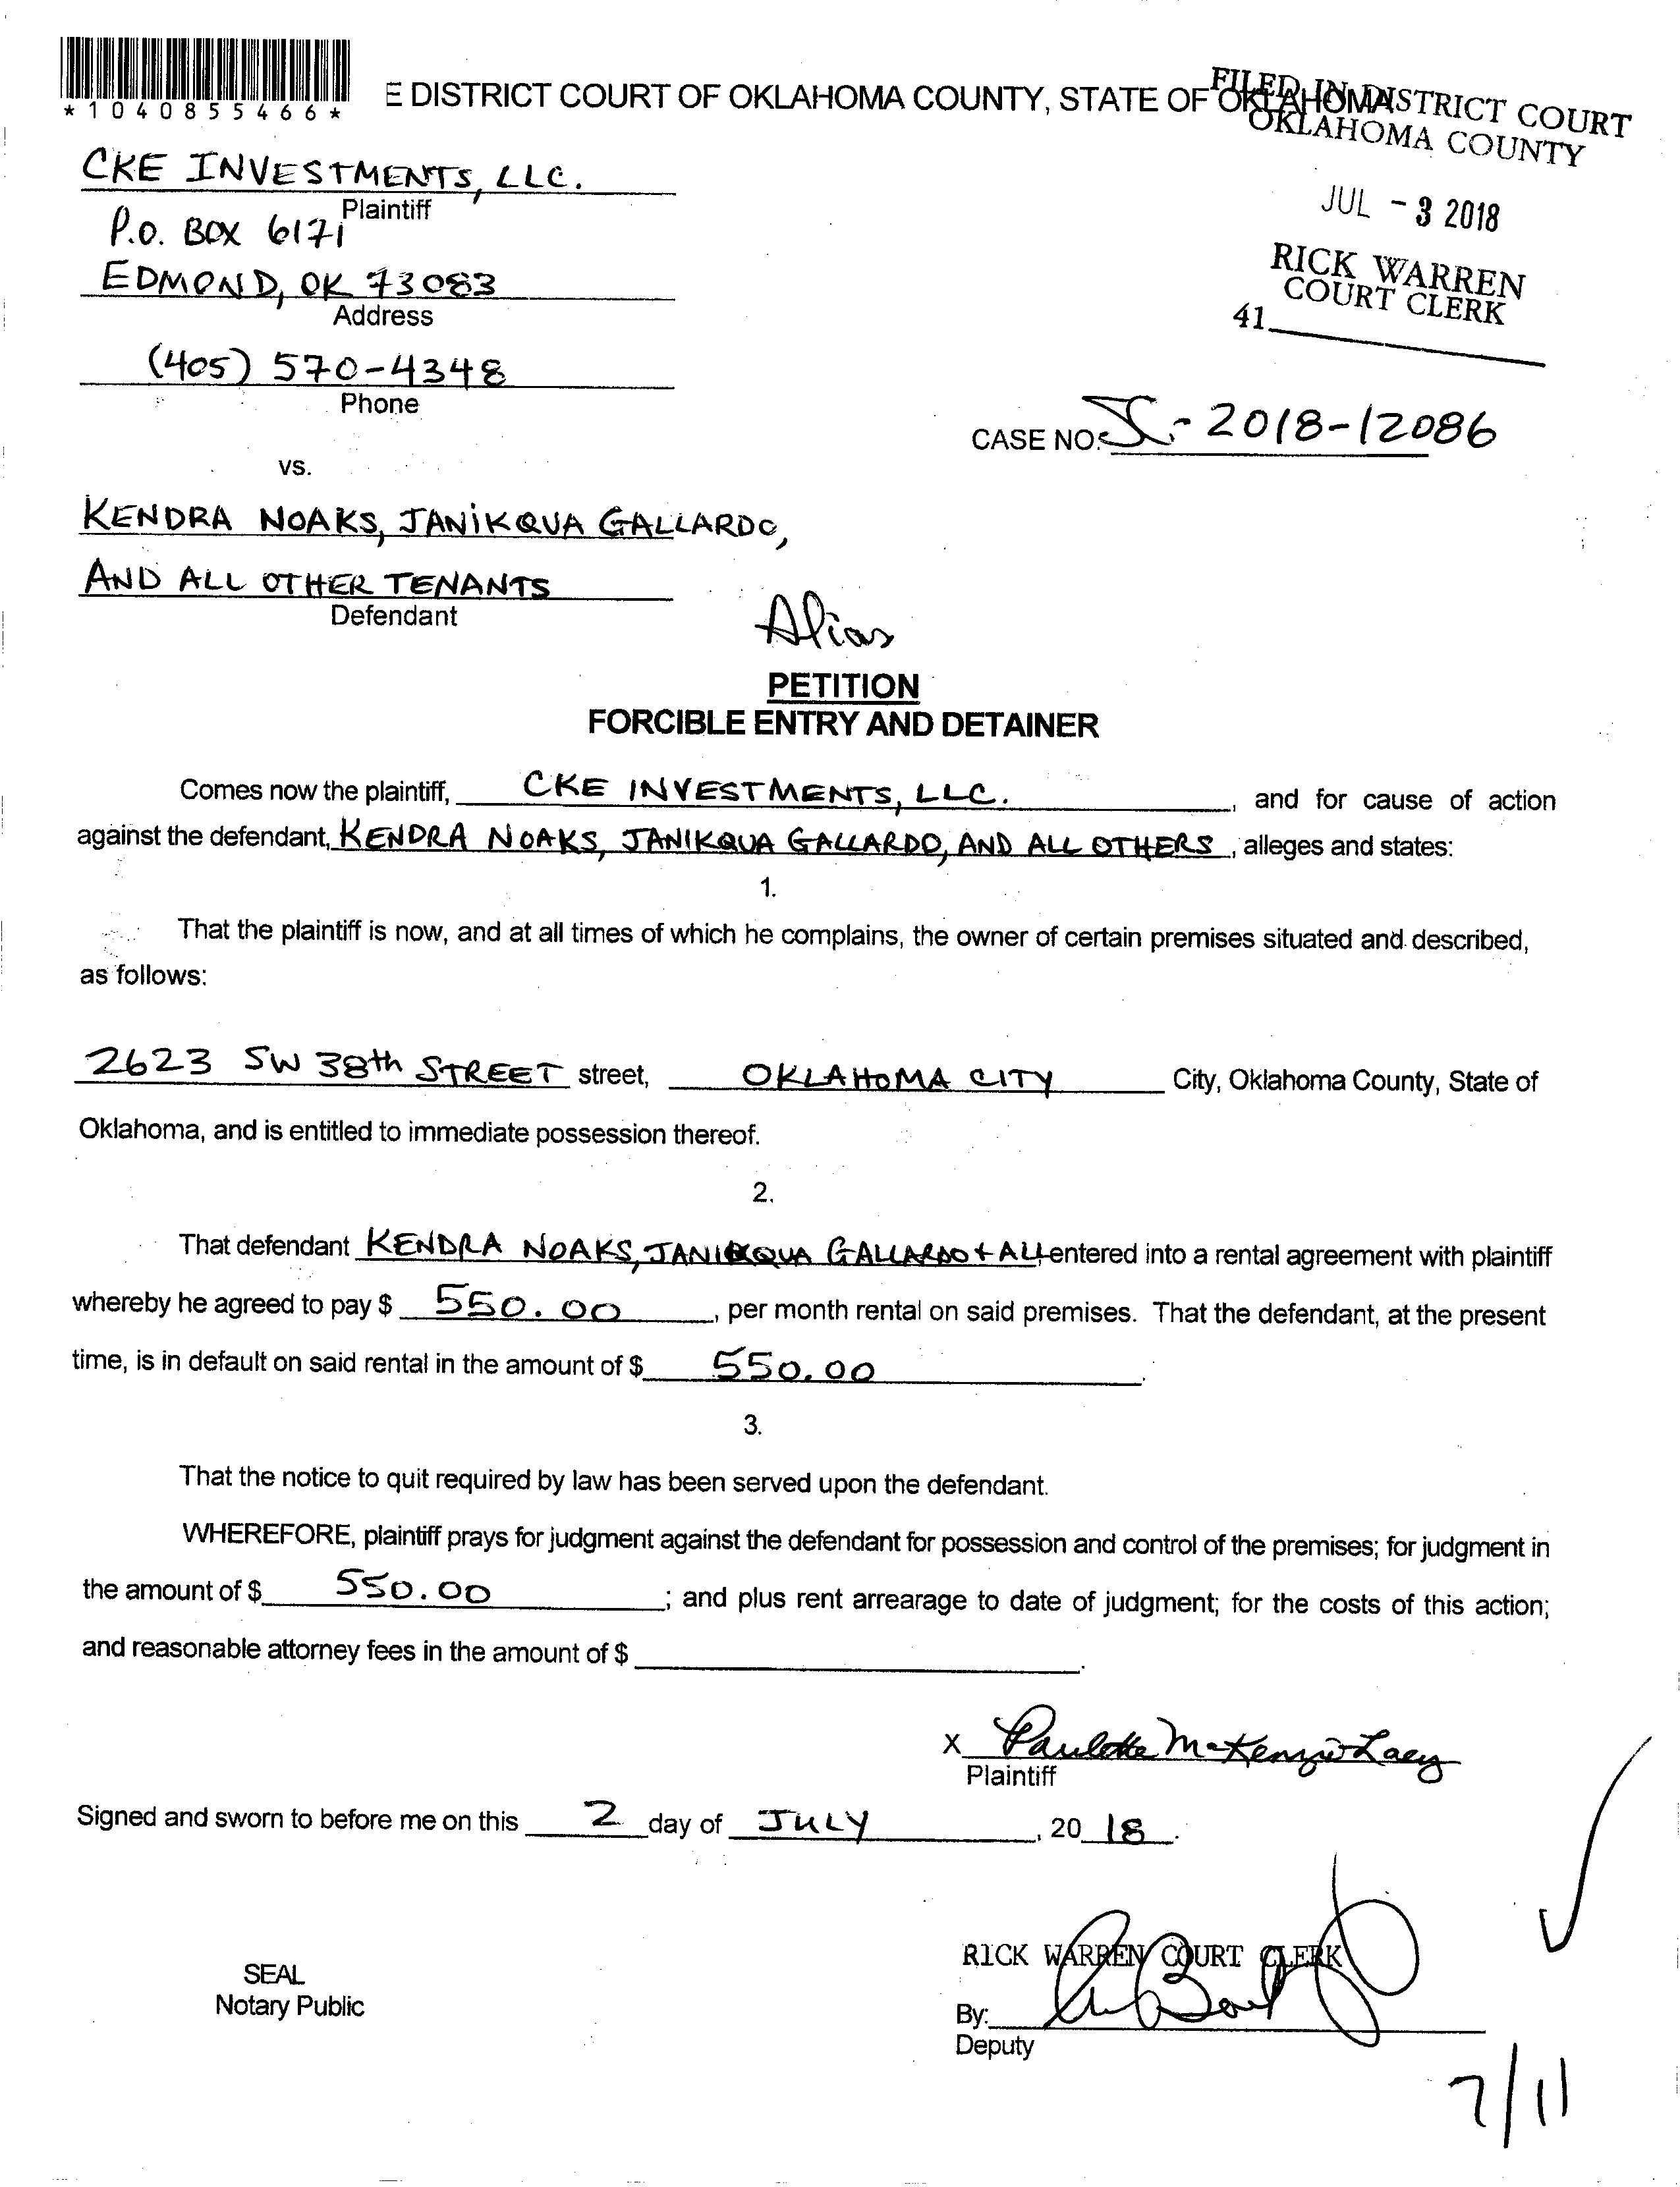 *1040855466*
E DISTRICT COURT OF OKLAHOMA COUNTY, STATE OF OKLAHOMA
FILED IN DISTRICT COURT
OKLAHOMA COUNTY
JUL - 3 2018
RICK WARREN
COURT CLERK
41
CKE INVESTMENTS, LLC.
Plaintiff
P.O. BOX 6171
EDMOND, OK 73083
Address
(405) 570-4348
Phone
CASE NO. SC-2018-12086
vs.
KENDRA NOAKS, JANIKQUA GALLARDO,
AND ALL OTHER TENANTS
Defendant
Alias
PETITION
FORCIBLE ENTRY AND DETAINER
Comes now the plaintiff, CKE INVESTMENTS, LLC. , and for cause of action
against the defendant, KENDRA NOAKS, JANIKQUA GALLARDO, AND ALL OTHERS , alleges and states:
1.
That the plaintiff is now, and at all times of which he complains, the owner of certain premises situated and described,
as follows:
2623 SW 38th STREET street, OKLAHOMA CITY City, Oklahoma County, State of
Oklahoma, and is entitled to immediate possession thereof.
2.
That defendant KENDRA NOAKS, JANIKQUA GALLARDO + ALL entered into a rental agreement with plaintiff
whereby he agreed to pay $ 550.00 , per month rental on said premises. That the defendant, at the present
time, is in default on said rental in the amount of $ 550.00 .
3.
That the notice to quit required by law has been served upon the defendant.
WHEREFORE, plaintiff prays for judgment against the defendant for possession and control of the premises; for judgment in
the amount of $ 550.00 ; and plus rent arrearage to date of judgment; for the costs of this action;
and reasonable attorney fees in the amount of $ .
X Paulette McKenzie Lacy
Plaintiff
Signed and sworn to before me on this 2 day of JULY , 20 18 .
RICK WARREN COURT CLERK
SEAL
Notary Public
By:
Deputy
7/11